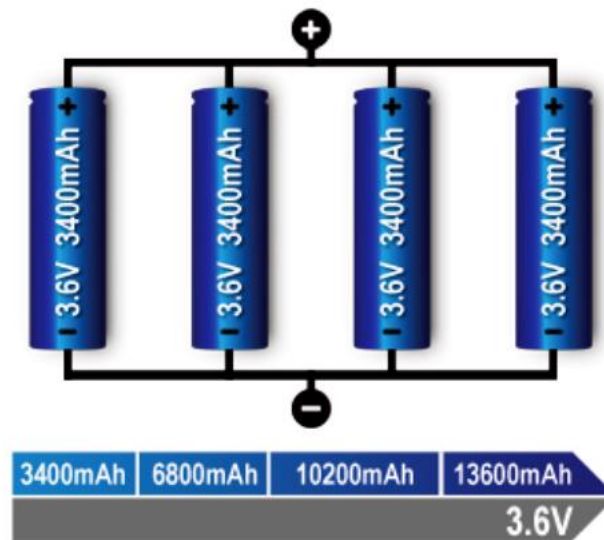 +
+ + + +
3.6V 3400mAh
3.6V 3400mAh
3.6V 3400mAh
3.6V 3400mAh
− − − −
−
3400mAh 6800mAh 10200mAh 13600mAh
3.6V